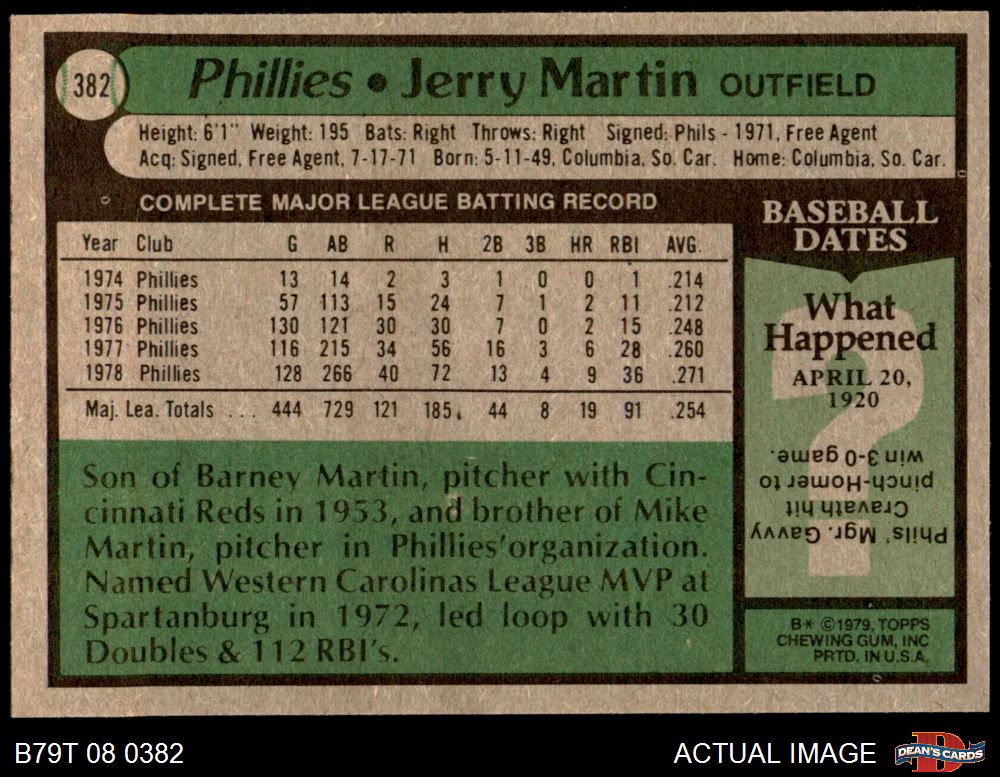 382
Phillies • Jerry Martin OUTFIELD
Height: 6'1" Weight: 195 Bats: Right Throws: Right Signed: Phils - 1971, Free Agent
Acq: Signed, Free Agent, 7-17-71 Born: 5-11-49, Columbia, So. Car. Home: Columbia, So. Car.
COMPLETE MAJOR LEAGUE BATTING RECORD
Year Club G AB R H 2B 3B HR RBI AVG.
1974 Phillies 13 14 2 3 1 0 0 1 .214
1975 Phillies 57 113 15 24 7 1 2 11 .212
1976 Phillies 130 121 30 30 7 0 2 15 .248
1977 Phillies 116 215 34 56 16 3 6 28 .260
1978 Phillies 128 266 40 72 13 4 9 36 .271
Maj. Lea. Totals . . . 444 729 121 185 44 8 19 91 .254
Son of Barney Martin, pitcher with Cin-
cinnati Reds in 1953, and brother of Mike
Martin, pitcher in Phillies' organization.
Named Western Carolinas League MVP at
Spartanburg in 1972, led loop with 30
Doubles & 112 RBI's.
BASEBALL
DATES
What
Happened
APRIL 20,
1920
?
Phils' Mgr. Gavvy
Cravath hit
pinch-Homer to
win 3-0 game.
B* ©1979, TOPPS
CHEWING GUM, INC
PRTD. IN U.S.A.
B79T 08 0382
ACTUAL IMAGE
D
DEAN'S CARDS